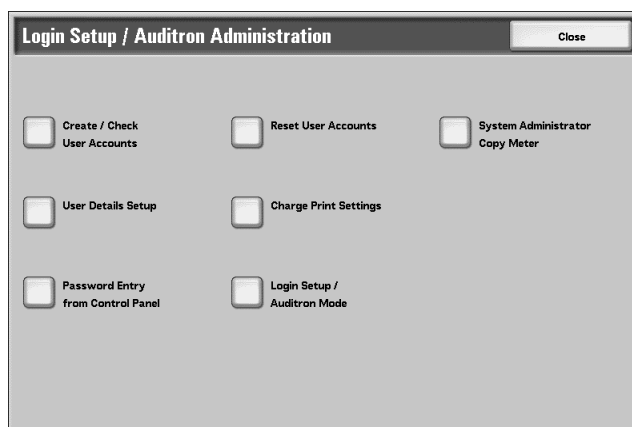 Login Setup / Auditron Administration
Close
Create / Check
User Accounts
Reset User Accounts
System Administrator
Copy Meter
User Details Setup
Charge Print Settings
Password Entry
from Control Panel
Login Setup /
Auditron Mode